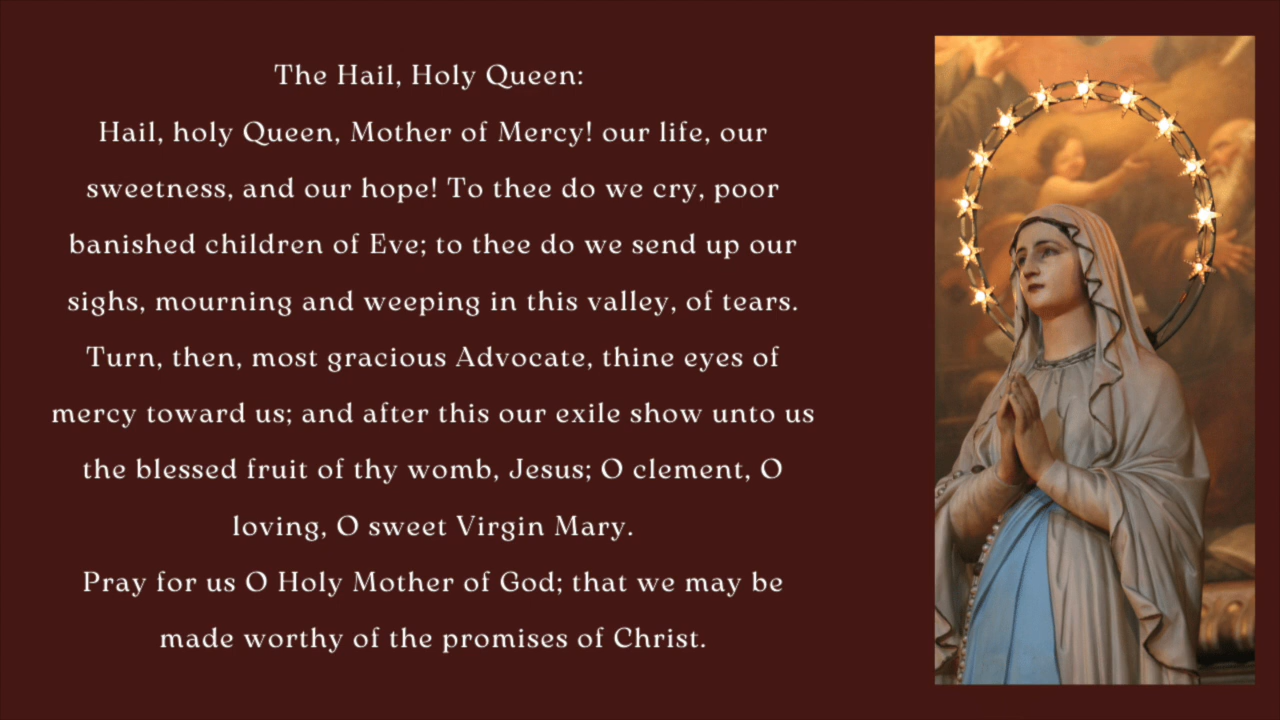 The Hail, Holy Queen:
Hail, holy Queen, Mother of Mercy! our life, our
sweetness, and our hope! To thee do we cry, poor
banished children of Eve; to thee do we send up our
sighs, mourning and weeping in this valley, of tears.
Turn, then, most gracious Advocate, thine eyes of
mercy toward us; and after this our exile show unto us
the blessed fruit of thy womb, Jesus; O clement, O
loving, O sweet Virgin Mary.
Pray for us O Holy Mother of God; that we may be
made worthy of the promises of Christ.